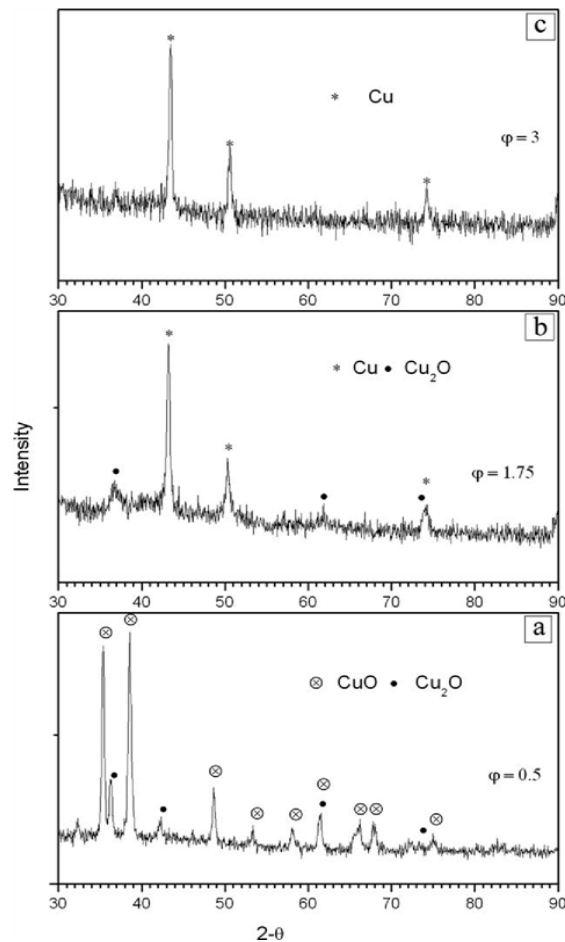 c
* Cu
φ = 3
30 40 50 60 70 80 90
b
* Cu • Cu₂O
φ = 1.75
30 40 50 60 70 80 90
Intensity
a
⊗ CuO • Cu₂O
φ = 0.5
30 40 50 60 70 80 90
2-θ